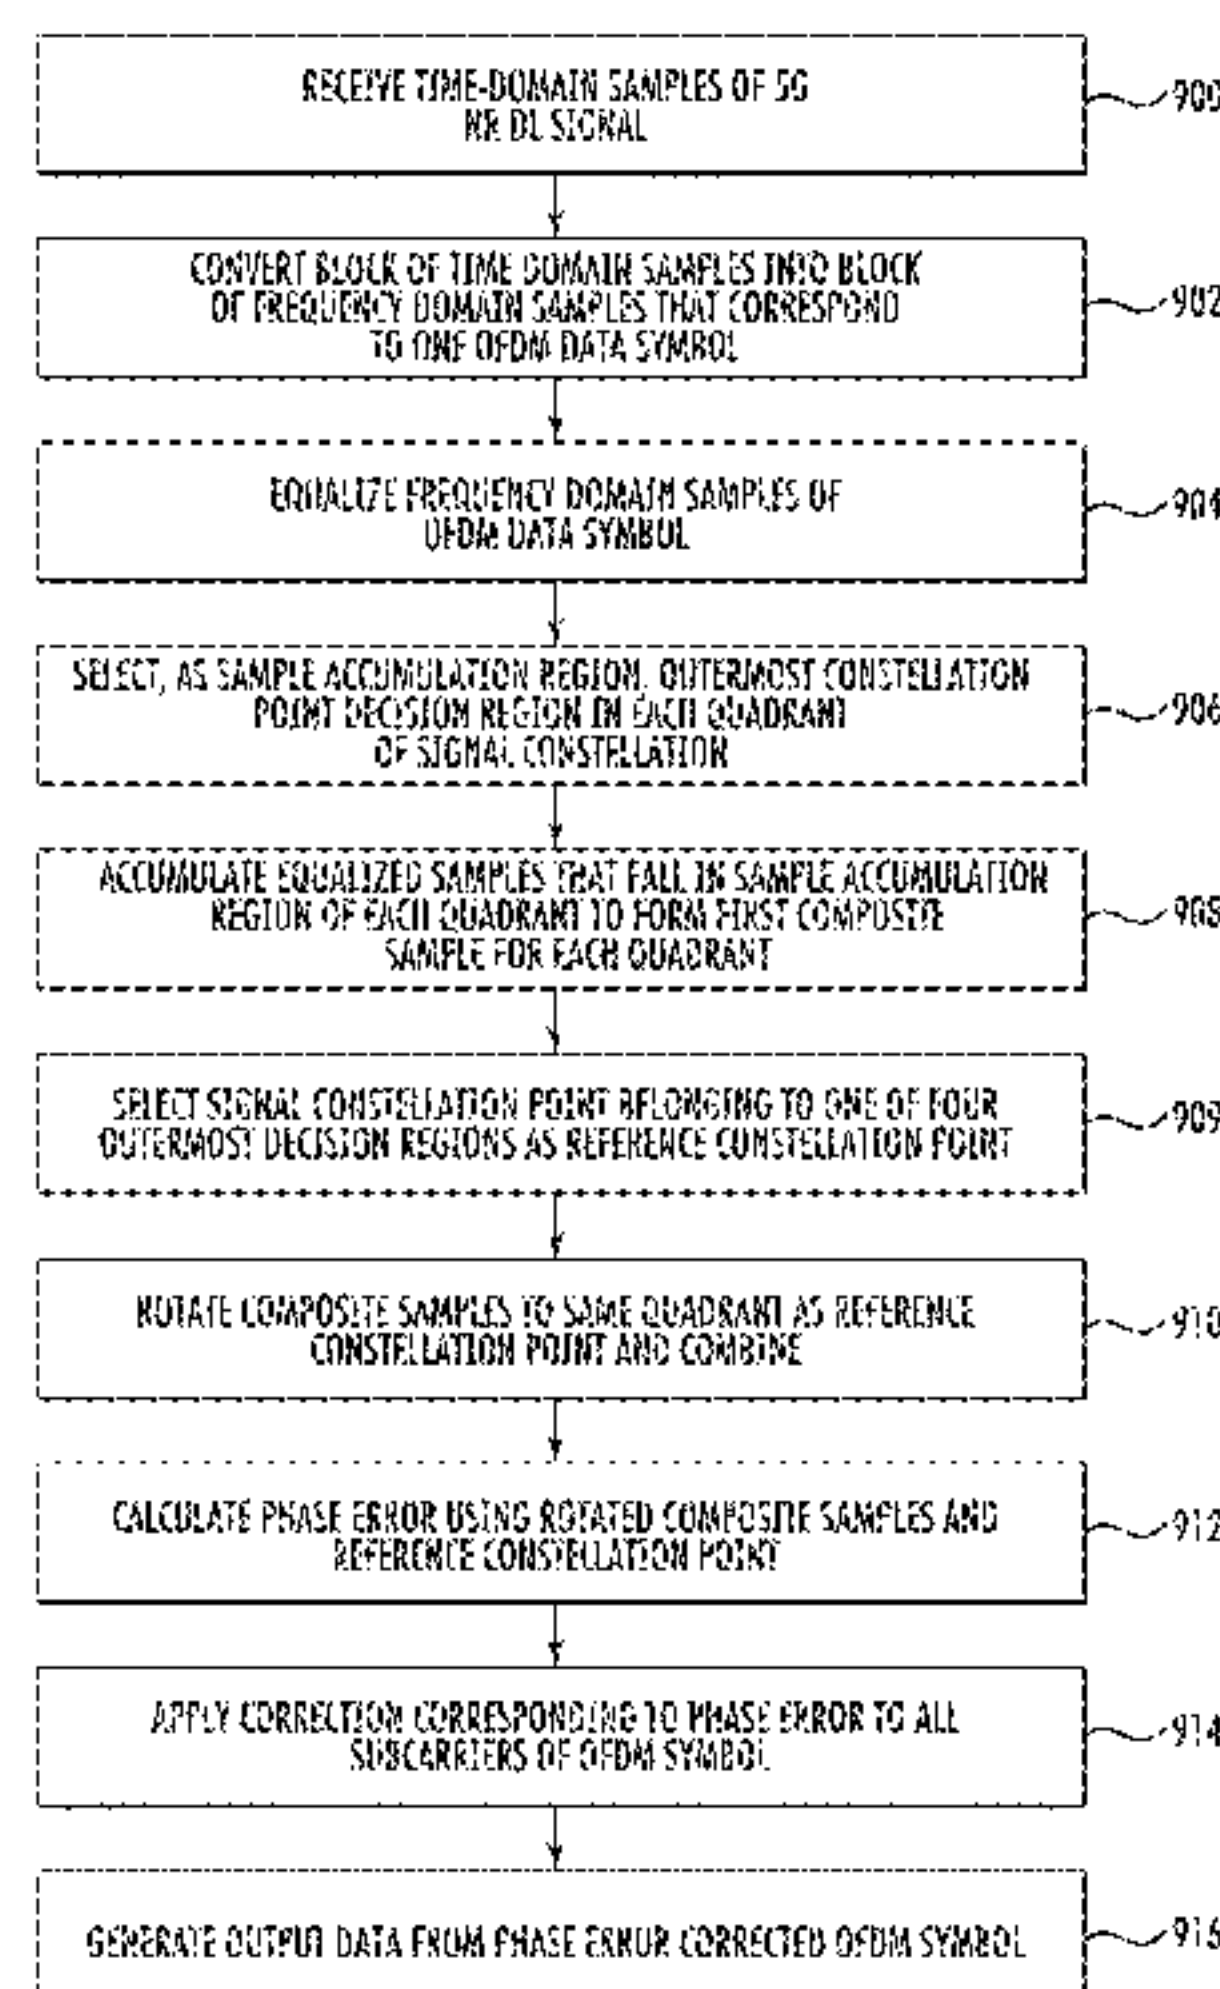 RECEIVE TIME-DOMAIN SAMPLES OF 5G
NR DL SIGNAL
900
CONVERT BLOCK OF TIME DOMAIN SAMPLES INTO BLOCK
OF FREQUENCY DOMAIN SAMPLES THAT CORRESPOND
TO ONE OFDM DATA SYMBOL
902
EQUALIZE FREQUENCY DOMAIN SAMPLES OF
OFDM DATA SYMBOL
904
SELECT, AS SAMPLE ACCUMULATION REGION, OUTERMOST CONSTELLATION
POINT DECISION REGION IN EACH QUADRANT
OF SIGNAL CONSTELLATION
906
ACCUMULATE EQUALIZED SAMPLES THAT FALL IN SAMPLE ACCUMULATION
REGION OF EACH QUADRANT TO FORM FIRST COMPOSITE
SAMPLE FOR EACH QUADRANT
908
SELECT SIGNAL CONSTELLATION POINT BELONGING TO ONE OF FOUR
OUTERMOST DECISION REGIONS AS REFERENCE CONSTELLATION POINT
909
ROTATE COMPOSITE SAMPLES TO SAME QUADRANT AS REFERENCE
CONSTELLATION POINT AND COMBINE
910
CALCULATE PHASE ERROR USING ROTATED COMPOSITE SAMPLES AND
REFERENCE CONSTELLATION POINT
912
APPLY CORRECTION CORRESPONDING TO PHASE ERROR TO ALL
SUBCARRIERS OF OFDM SYMBOL
914
GENERATE OUTPUT DATA FROM PHASE ERROR CORRECTED OFDM SYMBOL
916